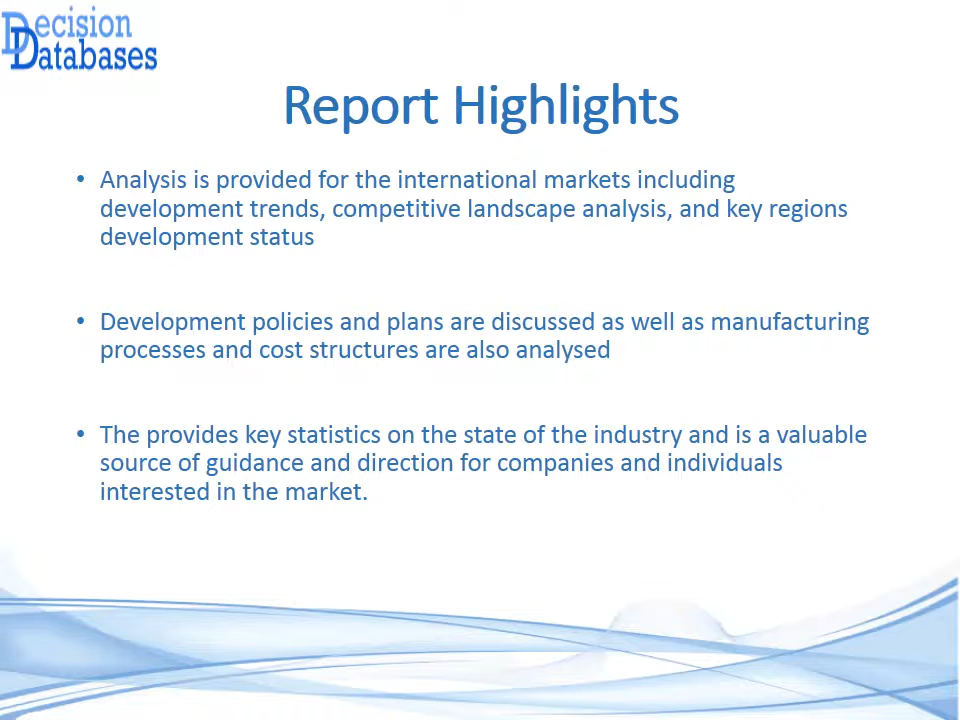 Decision
Databases
Report Highlights
• Analysis is provided for the international markets including
development trends, competitive landscape analysis, and key regions
development status
• Development policies and plans are discussed as well as manufacturing
processes and cost structures are also analysed
• The provides key statistics on the state of the industry and is a valuable
source of guidance and direction for companies and individuals
interested in the market.